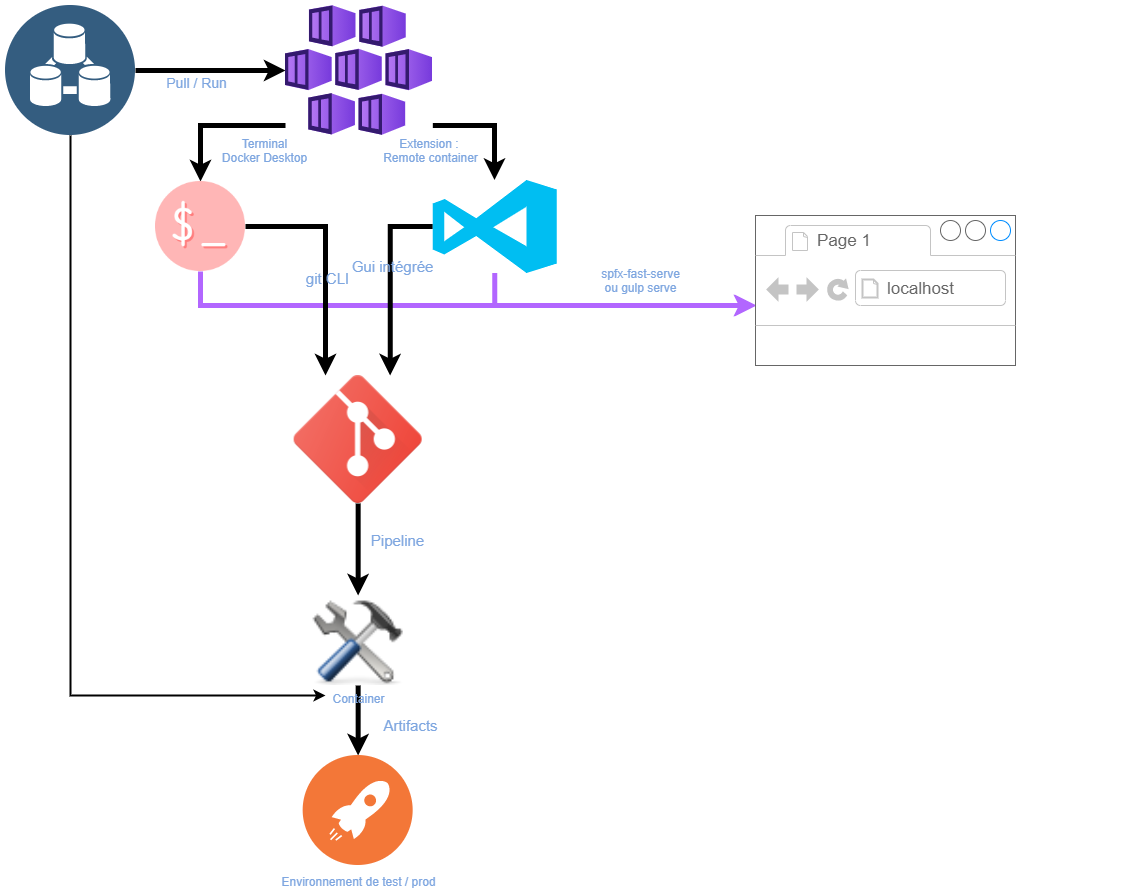 Pull / Run
Terminal
Docker Desktop
Extension :
Remote container
$ _
Page 1
localhost
git CLI
Gui intégrée
spfx-fast-serve
ou gulp serve
Pipeline
Container
Artifacts
Environnement de test / prod